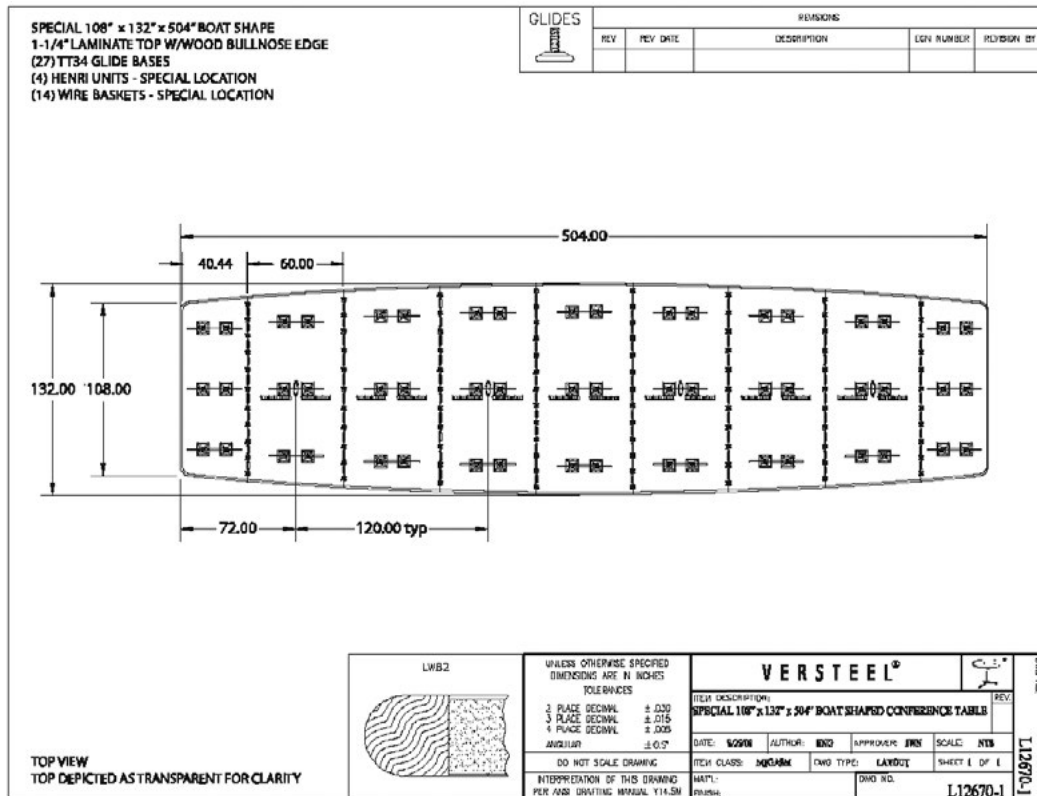 SPECIAL 108" x 132" x 504" BOAT SHAPE
1-1/4" LAMINATE TOP W/WOOD BULLNOSE EDGE
(27) TT34 GLIDE BASES
(4) HENRI UNITS - SPECIAL LOCATION
(14) WIRE BASKETS - SPECIAL LOCATION
GLIDES
REVISIONS
REV REV DATE DESCRIPTION ECN NUMBER REVISION BY
504.00
40.44 60.00
132.00 108.00
72.00 120.00 typ
LWB2
UNLESS OTHERWISE SPECIFIED
DIMENSIONS ARE IN INCHES
TOLERANCES
2 PLACE DECIMAL ± .030
3 PLACE DECIMAL ± .015
4 PLACE DECIMAL ± .005
ANGULAR ± 0.5°
DO NOT SCALE DRAWING
INTERPRETATION OF THIS DRAWING
PER ANSI DRAFTING MANUAL Y14.5M
VERSTEEL®
ITEM DESCRIPTION: REV.
SPECIAL 108" x 132" x 504" BOAT SHAPED CONFERENCE TABLE
DATE: AUTHOR: APPROVER: SCALE: NTS
ITEM CLASS: DWG TYPE: LAYOUT SHEET 1 OF 1
MAT'L: DWG NO.
FINISH: L12670-1
L12670-1
TOP VIEW
TOP DEPICTED AS TRANSPARENT FOR CLARITY